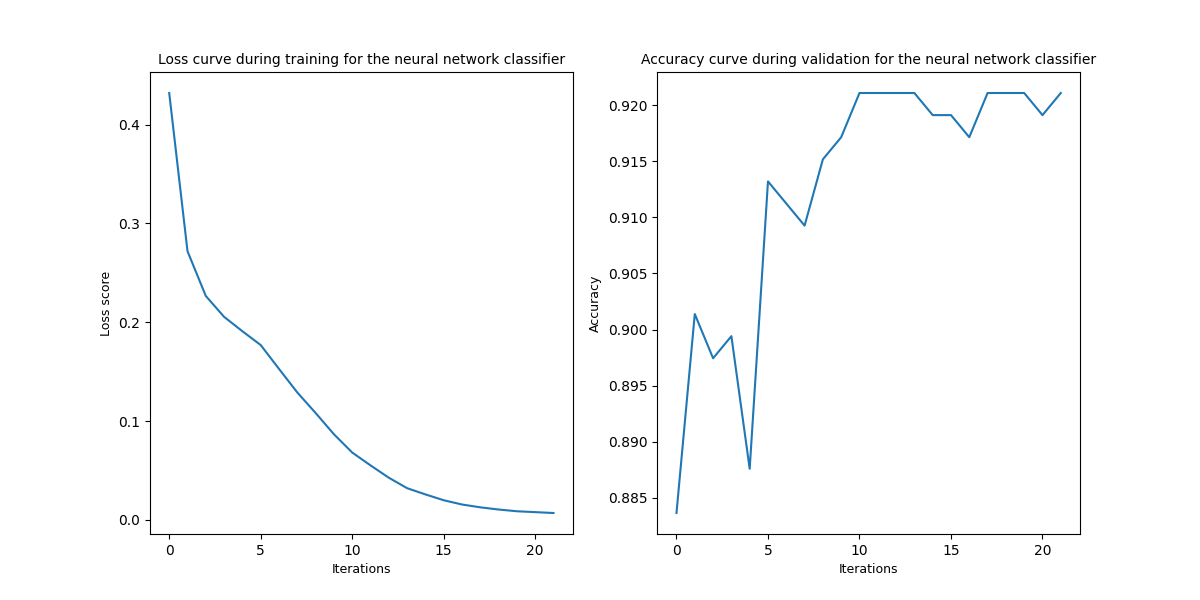 Loss curve during training for the neural network classifier
0.4
0.3
0.2
0.1
0.0
Loss score
0 5 10 15 20
Iterations
Accuracy curve during validation for the neural network classifier
0.920
0.915
0.910
0.905
0.900
0.895
0.890
0.885
Accuracy
0 5 10 15 20
Iterations